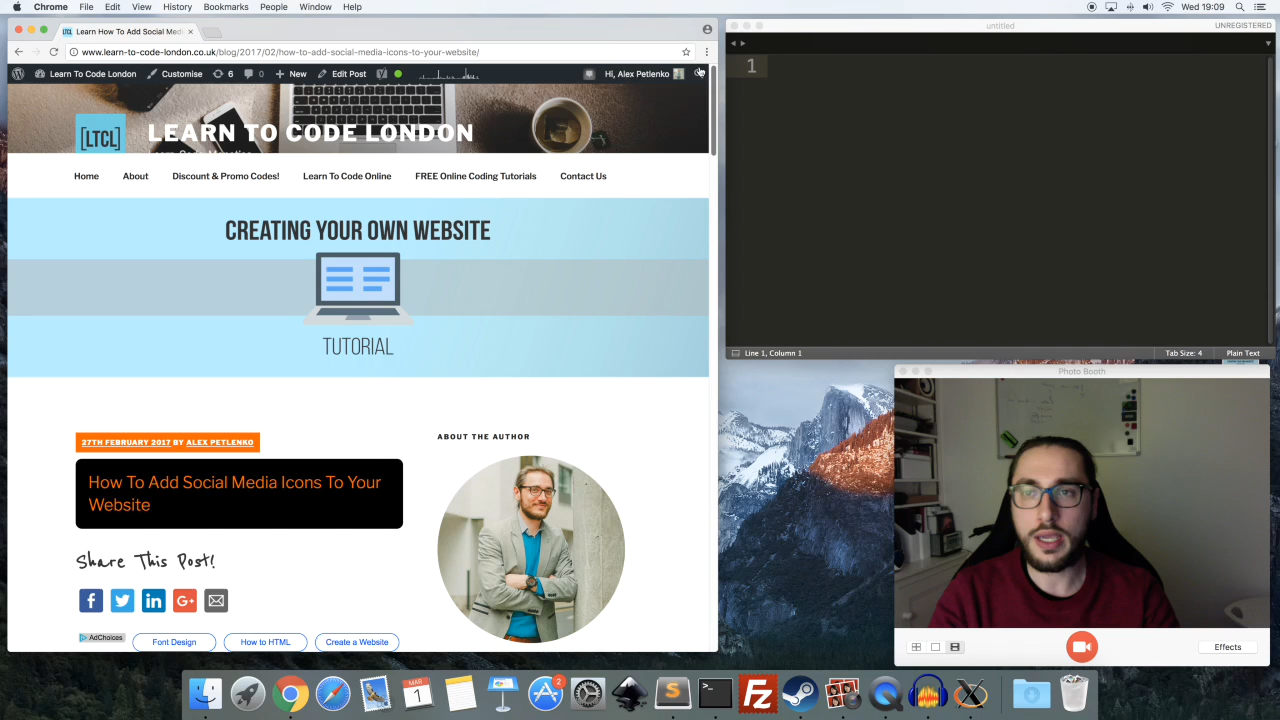 Chrome File Edit View History Bookmarks People Window Help Wed 19:09
LTCL Learn How To Add Social Med
www.learn-to-code-london.co.uk/blog/2017/02/how-to-add-social-media-icons-to-your-website/
Learn To Code London Customise 6 0 New Edit Post Hi, Alex Petlenko
[LTCL] LEARN TO CODE LONDON
Home About Discount & Promo Codes! Learn To Code Online FREE Online Coding Tutorials Contact Us
CREATING YOUR OWN WEBSITE
TUTORIAL
27TH FEBRUARY 2017 BY ALEX PETLENKO
How To Add Social Media Icons To Your
Website
Share This Post!
AdChoices Font Design How to HTML Create a Website
ABOUT THE AUTHOR
untitled UNREGISTERED
1
Line 1, Column 1 Tab Size: 4 Plain Text
Photo Booth
Effects
MAR
1
2